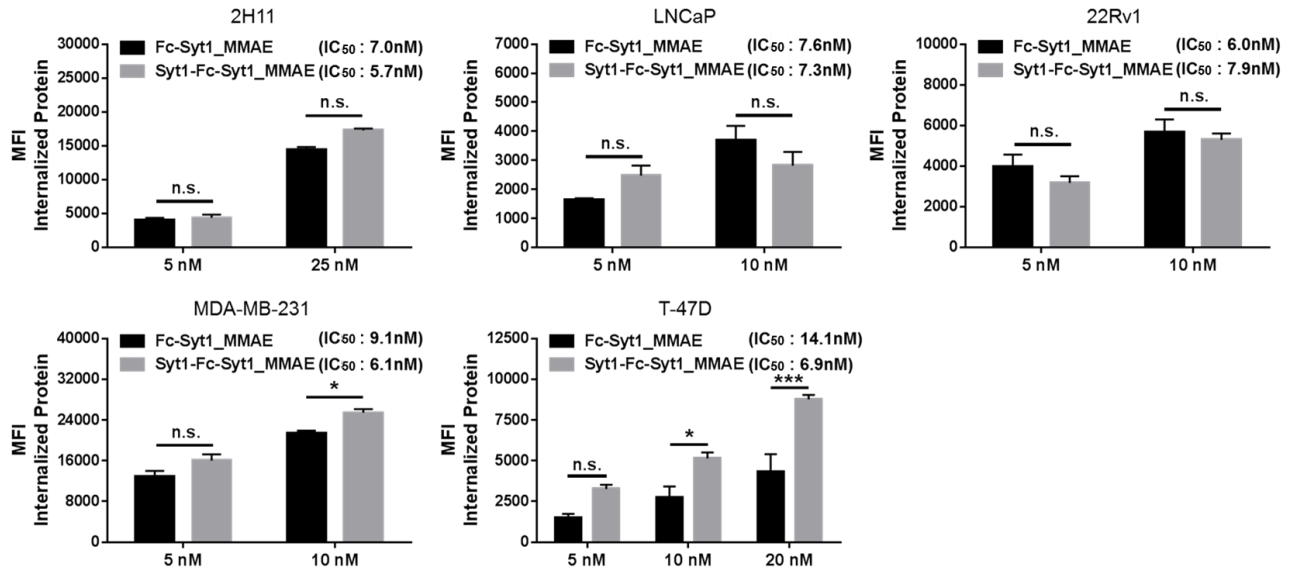 2H11
30000
25000
20000
15000
10000
5000
0
MFI
Internalized Protein
Fc-Syt1_MMAE (IC50 : 7.0nM)
Syt1-Fc-Syt1_MMAE (IC50 : 5.7nM)
n.s.
n.s.
5 nM
25 nM
LNCaP
7000
6000
5000
4000
3000
2000
1000
0
MFI
Internalized Protein
Fc-Syt1_MMAE (IC50 : 7.6nM)
Syt1-Fc-Syt1_MMAE (IC50 : 7.3nM)
n.s.
n.s.
5 nM
10 nM
22Rv1
10000
8000
6000
4000
2000
0
MFI
Internalized Protein
Fc-Syt1_MMAE (IC50 : 6.0nM)
Syt1-Fc-Syt1_MMAE (IC50 : 7.9nM)
n.s.
n.s.
5 nM
10 nM
MDA-MB-231
40000
32000
24000
16000
8000
0
MFI
Internalized Protein
Fc-Syt1_MMAE (IC50 : 9.1nM)
Syt1-Fc-Syt1_MMAE (IC50 : 6.1nM)
n.s.
*
5 nM
10 nM
T-47D
12500
10000
7500
5000
2500
0
MFI
Internalized Protein
Fc-Syt1_MMAE (IC50 : 14.1nM)
Syt1-Fc-Syt1_MMAE (IC50 : 6.9nM)
n.s.
*
***
5 nM
10 nM
20 nM